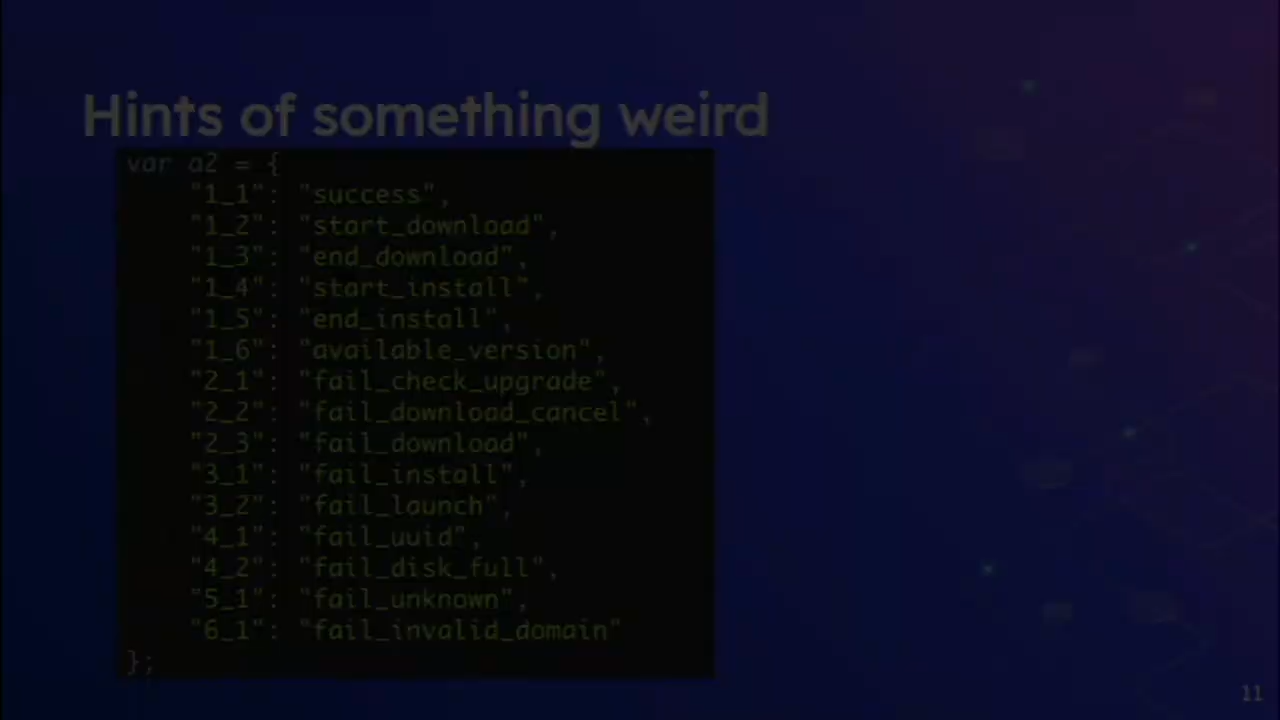 Hints of something weird
var a2 = {
"1_1": "success",
"1_2": "start_download",
"1_3": "end_download",
"1_4": "start_install",
"1_5": "end_install",
"1_6": "available_version",
"2_1": "fail_check_upgrade",
"2_2": "fail_download_cancel",
"2_3": "fail_download",
"3_1": "fail_install",
"3_2": "fail_launch",
"4_1": "fail_uuid",
"4_2": "fail_disk_full",
"5_1": "fail_unknown",
"6_1": "fail_invalid_domain"
};
11